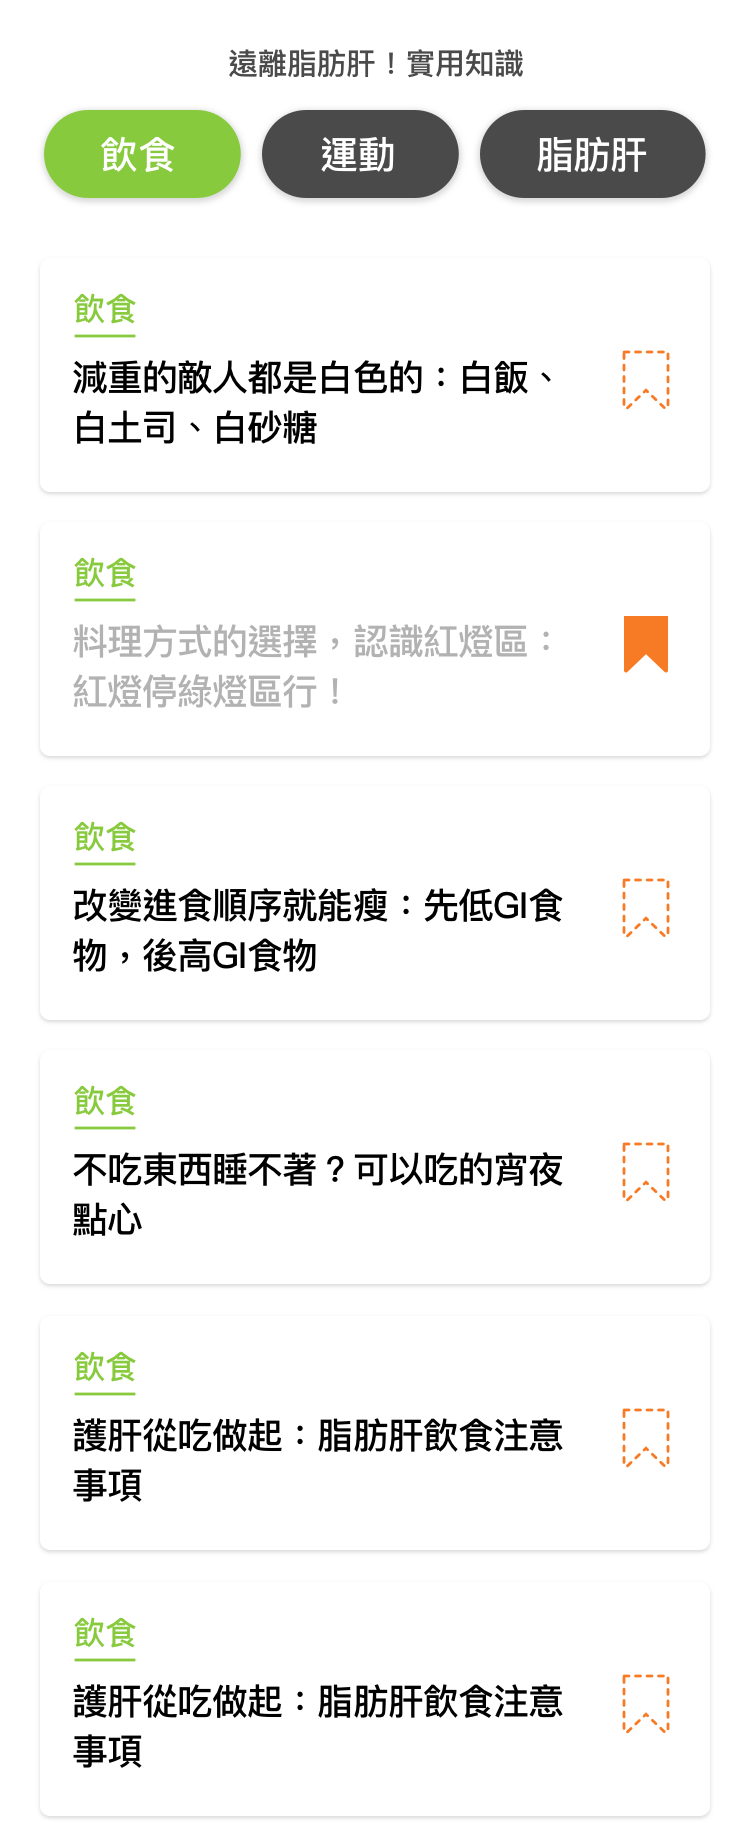 遠離脂肪肝！實用知識
飲食
運動
脂肪肝
飲食
減重的敵人都是白色的：白飯、
白土司、白砂糖
飲食
料理方式的選擇，認識紅燈區：
紅燈停綠燈區行！
飲食
改變進食順序就能瘦：先低GI食
物，後高GI食物
飲食
不吃東西睡不著？可以吃的宵夜
點心
飲食
護肝從吃做起：脂肪肝飲食注意
事項
飲食
護肝從吃做起：脂肪肝飲食注意
事項